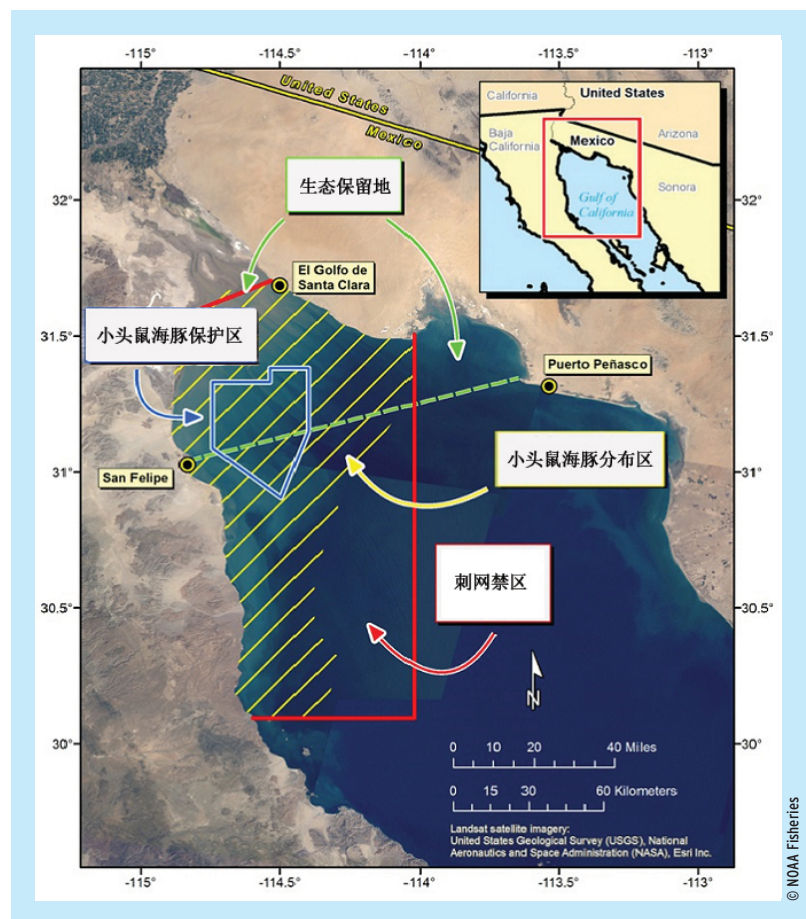 -115°
-114.5°
-114°
-113.5°
-113°
United States
Mexico
California
United States
Baja
California
Mexico
Arizona
Sonora
Gulf of
California
生态保留地
32°
32°
El Golfo de
Santa Clara
31.5°
31.5°
小头鼠海豚保护区
Puerto Peñasco
31°
31°
San Felipe
小头鼠海豚分布区
刺网禁区
30.5°
30.5°
N
30°
30°
0 10 20 40 Miles
0 15 30 60 Kilometers
Landsat satellite imagery:
United States Geological Survey (USGS), National
Aeronautics and Space Administration (NASA), Esri Inc.
-115°
-114.5°
-114°
-113.5°
-113°
© NOAA Fisheries